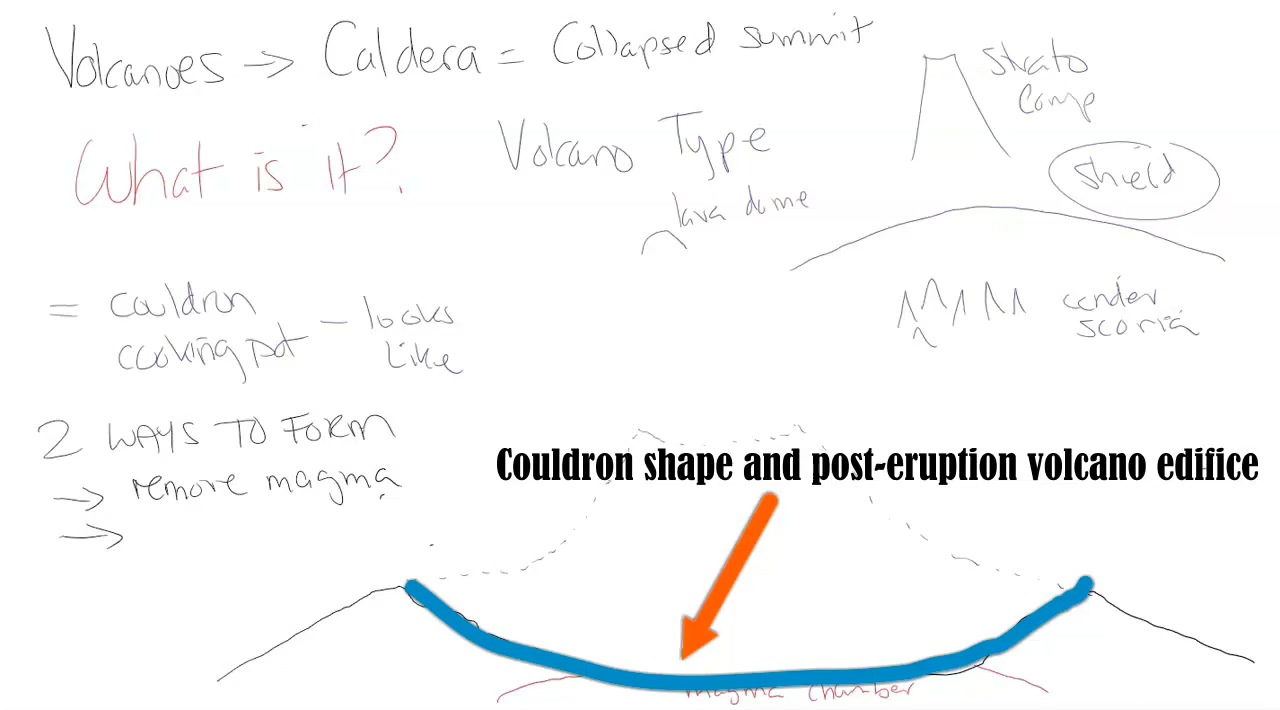 Volcanoes → Caldera = Collapsed summit
What is it?
Volcano Type
lava dome
Strato
Comp
Shield
cinder
scoria
= cauldron
cooking pot
- looks
Like
2 WAYS TO FORM
→ remove magma
→
Couldron shape and post-eruption volcano edifice
magma chamber